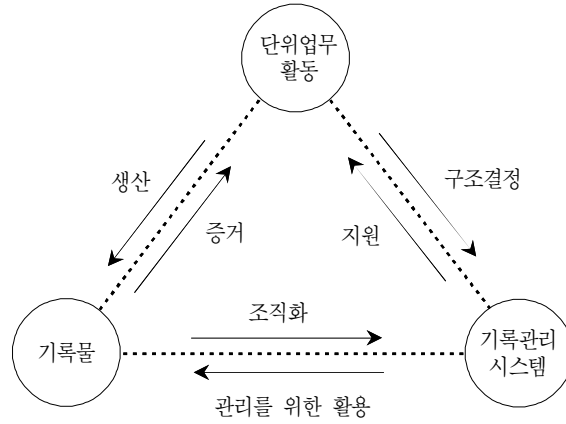 단위업무
활동
생산
구조결정
증거
지원
조직화
기록물
기록관리
시스템
관리를 위한 활용